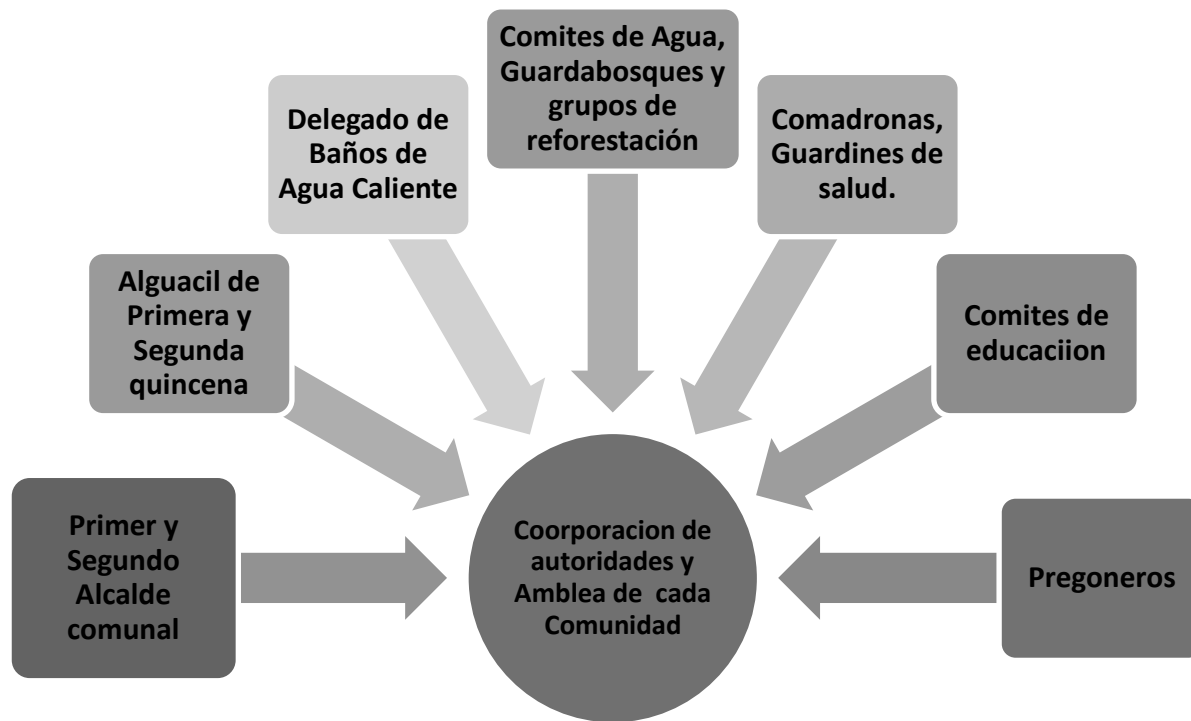 Comites de Agua,
Guardabosques y
grupos de
reforestación
Delegado de
Baños de
Agua Caliente
Comadronas,
Guardines de
salud.
Alguacil de
Primera y
Segunda
quincena
Comites de
educaciion
Primer y
Segundo
Alcalde
comunal
Coorporacion de
autoridades y
Amblea de  cada
Comunidad
Pregoneros